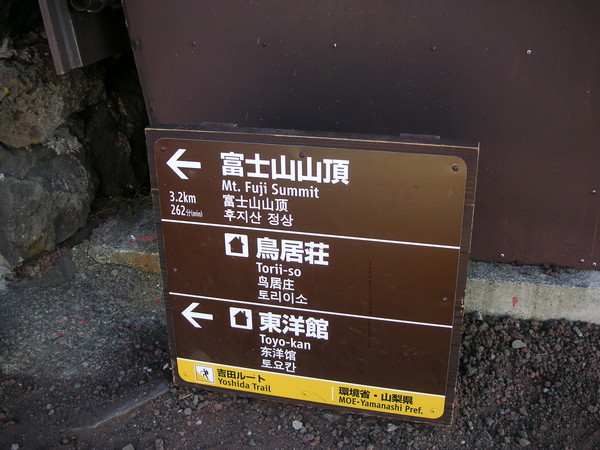 富士山山頂
Mt. Fuji Summit
3.2km
262分(min)
富士山山顶
후지산 정상
鳥居荘
Torii-so
鸟居庄
토리이소
東洋館
Toyo-kan
东洋馆
토요칸
吉田ルート
Yoshida Trail
環境省・山梨県
MOE・Yamanashi Pref.